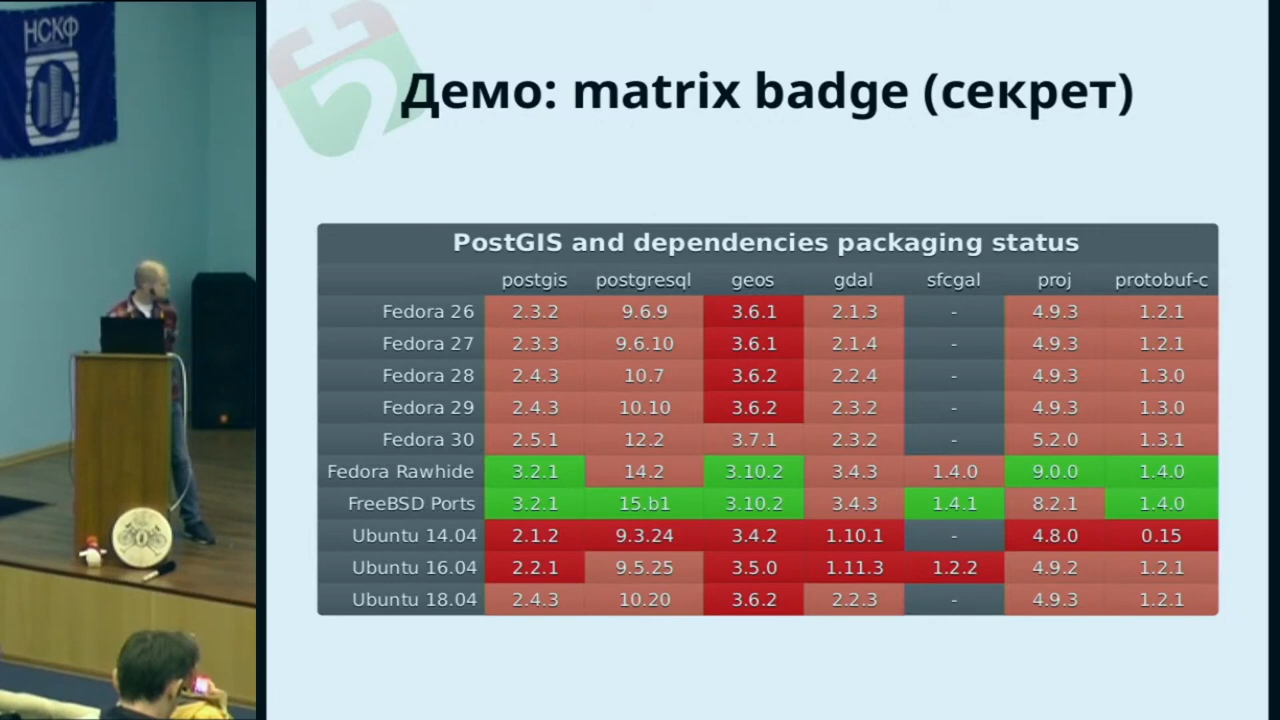 НСКФ
Демо: matrix badge (секрет)
PostGIS and dependencies packaging status
postgis postgresql geos gdal sfcgal proj protobuf-c
Fedora 26 2.3.2 9.6.9 3.6.1 2.1.3 - 4.9.3 1.2.1
Fedora 27 2.3.3 9.6.10 3.6.1 2.1.4 - 4.9.3 1.2.1
Fedora 28 2.4.3 10.7 3.6.2 2.2.4 - 4.9.3 1.3.0
Fedora 29 2.4.3 10.10 3.6.2 2.3.2 - 4.9.3 1.3.0
Fedora 30 2.5.1 12.2 3.7.1 2.3.2 - 5.2.0 1.3.1
Fedora Rawhide 3.2.1 14.2 3.10.2 3.4.3 1.4.0 9.0.0 1.4.0
FreeBSD Ports 3.2.1 15.b1 3.10.2 3.4.3 1.4.1 8.2.1 1.4.0
Ubuntu 14.04 2.1.2 9.3.24 3.4.2 1.10.1 - 4.8.0 0.15
Ubuntu 16.04 2.2.1 9.5.25 3.5.0 1.11.3 1.2.2 4.9.2 1.2.1
Ubuntu 18.04 2.4.3 10.20 3.6.2 2.2.3 - 4.9.3 1.2.1